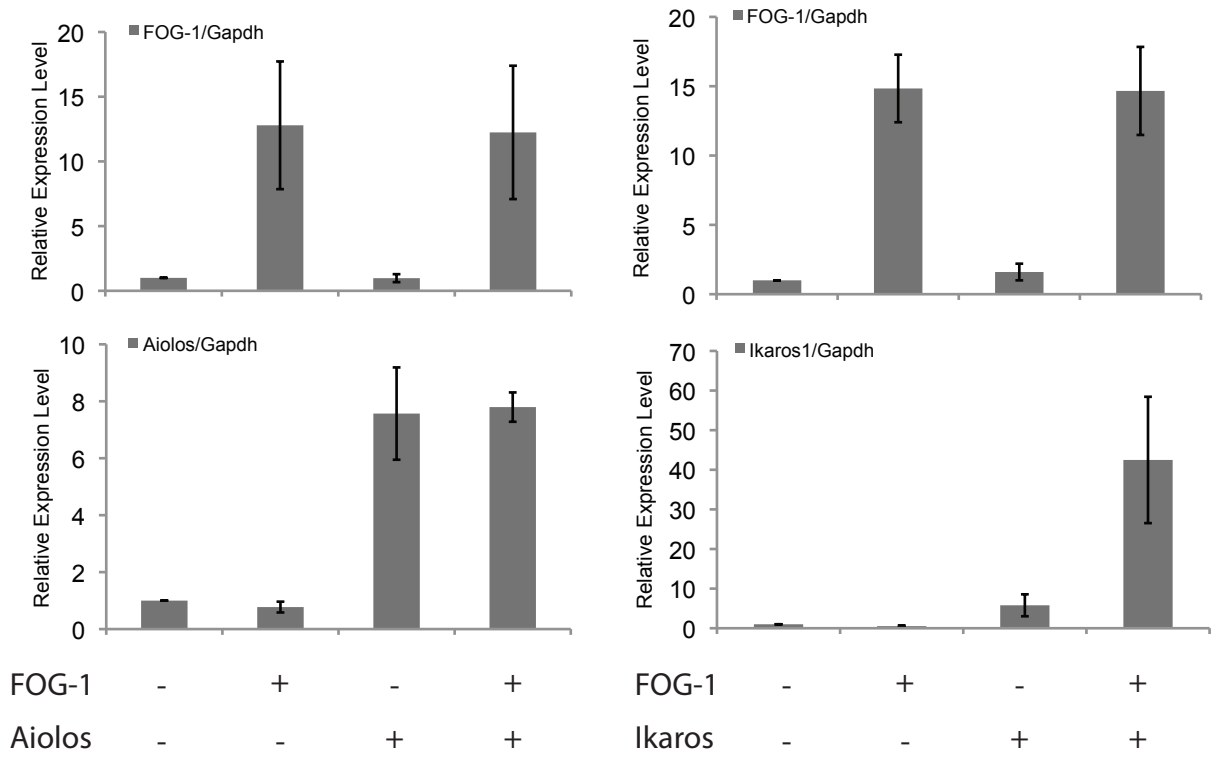 FOG-1/Gapdh
Relative Expression Level
20
15
10
5
0
FOG-1/Gapdh
Relative Expression Level
20
15
10
5
0
Aiolos/Gapdh
Relative Expression Level
10
8
6
4
2
0
Ikaros1/Gapdh
Relative Expression Level
70
60
50
40
30
20
10
0
FOG-1 - + - +
Aiolos - - + +
FOG-1 - + - +
Ikaros - - + +